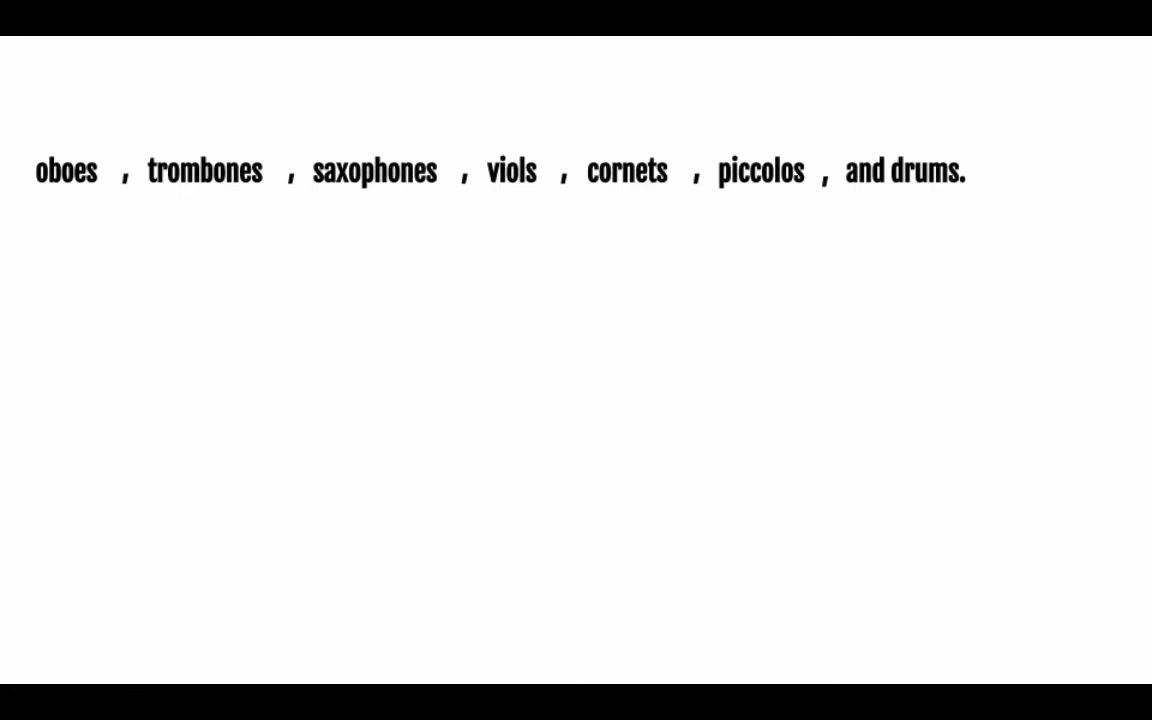 oboes , trombones , saxophones , viols , cornets , piccolos , and drums.